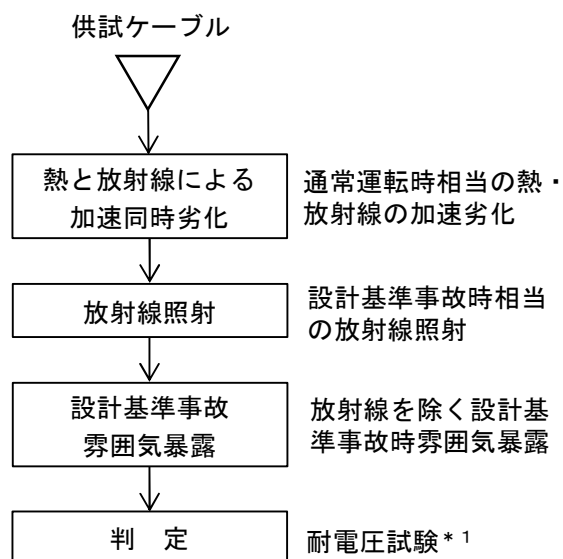 供試ケーブル
熱と放射線による
加速同時劣化
通常運転時相当の熱・
放射線の加速劣化
放射線照射
設計基準事故時相当
の放射線照射
設計基準事故
雰囲気暴露
放射線を除く設計基
準事故時雰囲気暴露
判 定
耐電圧試験*1